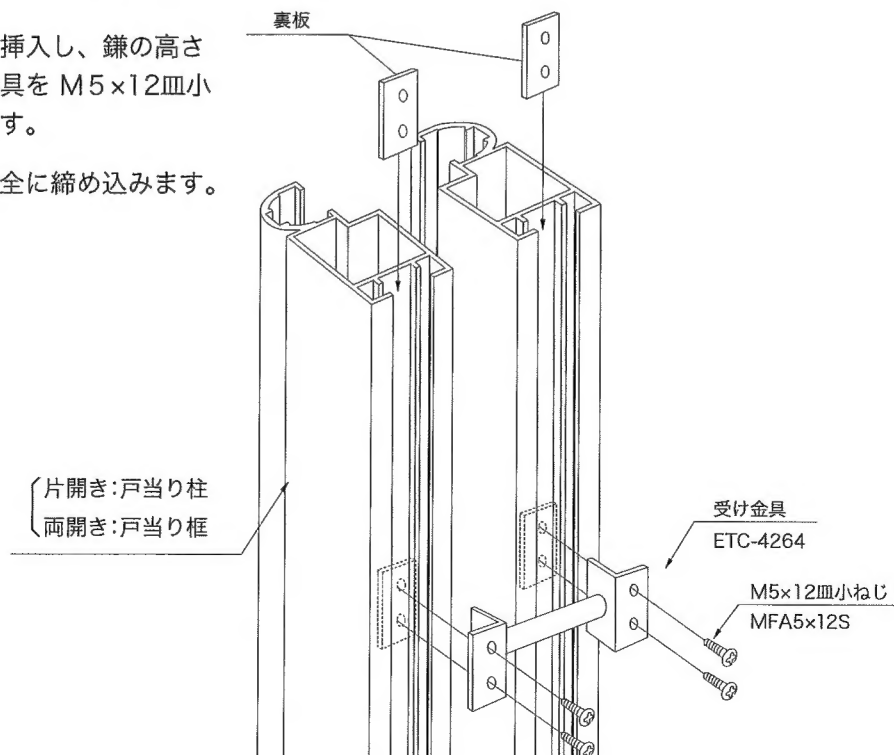 裏板
挿入し、鎌の高さ
具を M5×12皿小
す。
全に締め込みます。
片開き:戸当り柱
両開き:戸当り框
受け金具
ETC-4264
M5×12皿小ねじ
MFA5×12S